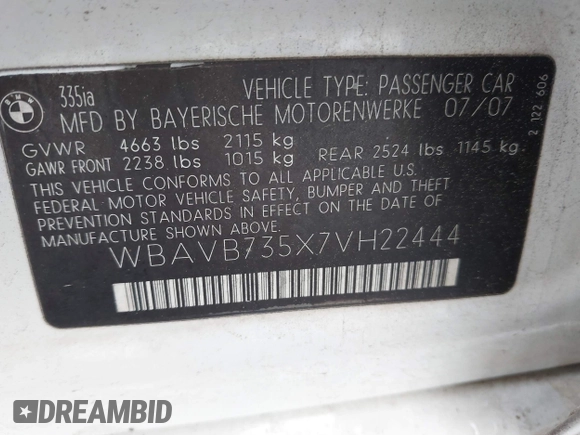 BMW
335ia
VEHICLE TYPE: PASSENGER CAR
MFD BY BAYERISCHE MOTORENWERKE 07/07
GVWR 4663 lbs 2115 kg
GAWR FRONT 2238 lbs 1015 kg REAR 2524 lbs 1145 kg
THIS VEHICLE CONFORMS TO ALL APPLICABLE U.S.
FEDERAL MOTOR VEHICLE SAFETY, BUMPER AND THEFT
PREVENTION STANDARDS IN EFFECT ON THE DATE OF
MANUFACTURE SHOWN ABOVE.
WBAVB735X7VH22444
2 122 606
DREAMBID